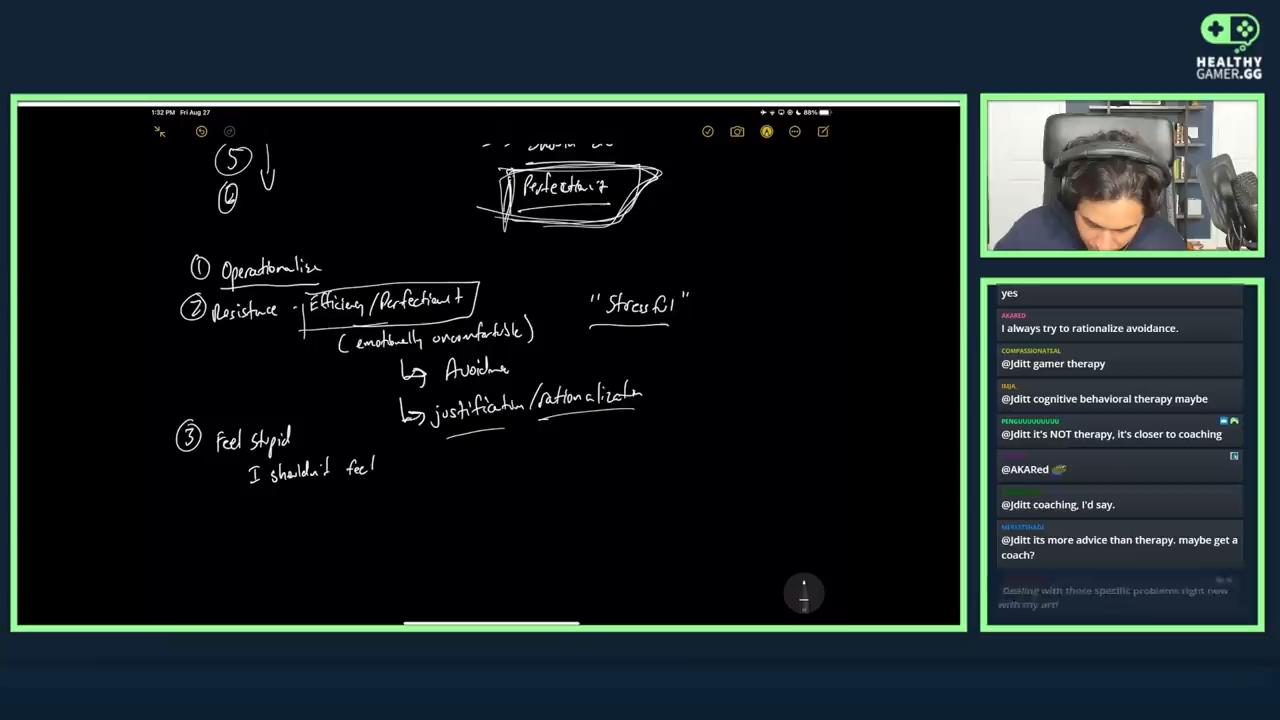 HEALTHY
GAMER.GG
1:32 PM Fri Aug 27
88%
5
6
Perfectionist
① Operationalize
② Resistance - Efficiency/Perfectionist
"Stressful"
(emotionally uncomfortable)
↳ Avoidance
↳ justification/rationalization
③ Feel stupid
I shouldn't feel
yes
AKARED
I always try to rationalize avoidance.
COMPASSIONTEAL
@Jditt gamer therapy
IMJA_
@Jditt cognitive behavioral therapy maybe
@Jditt it's NOT therapy, it's closer to coaching
@AKARed
@Jditt coaching, I'd say.
@Jditt its more advice than therapy. maybe get a
coach?
Dealing with those specific problems right now
with my art!